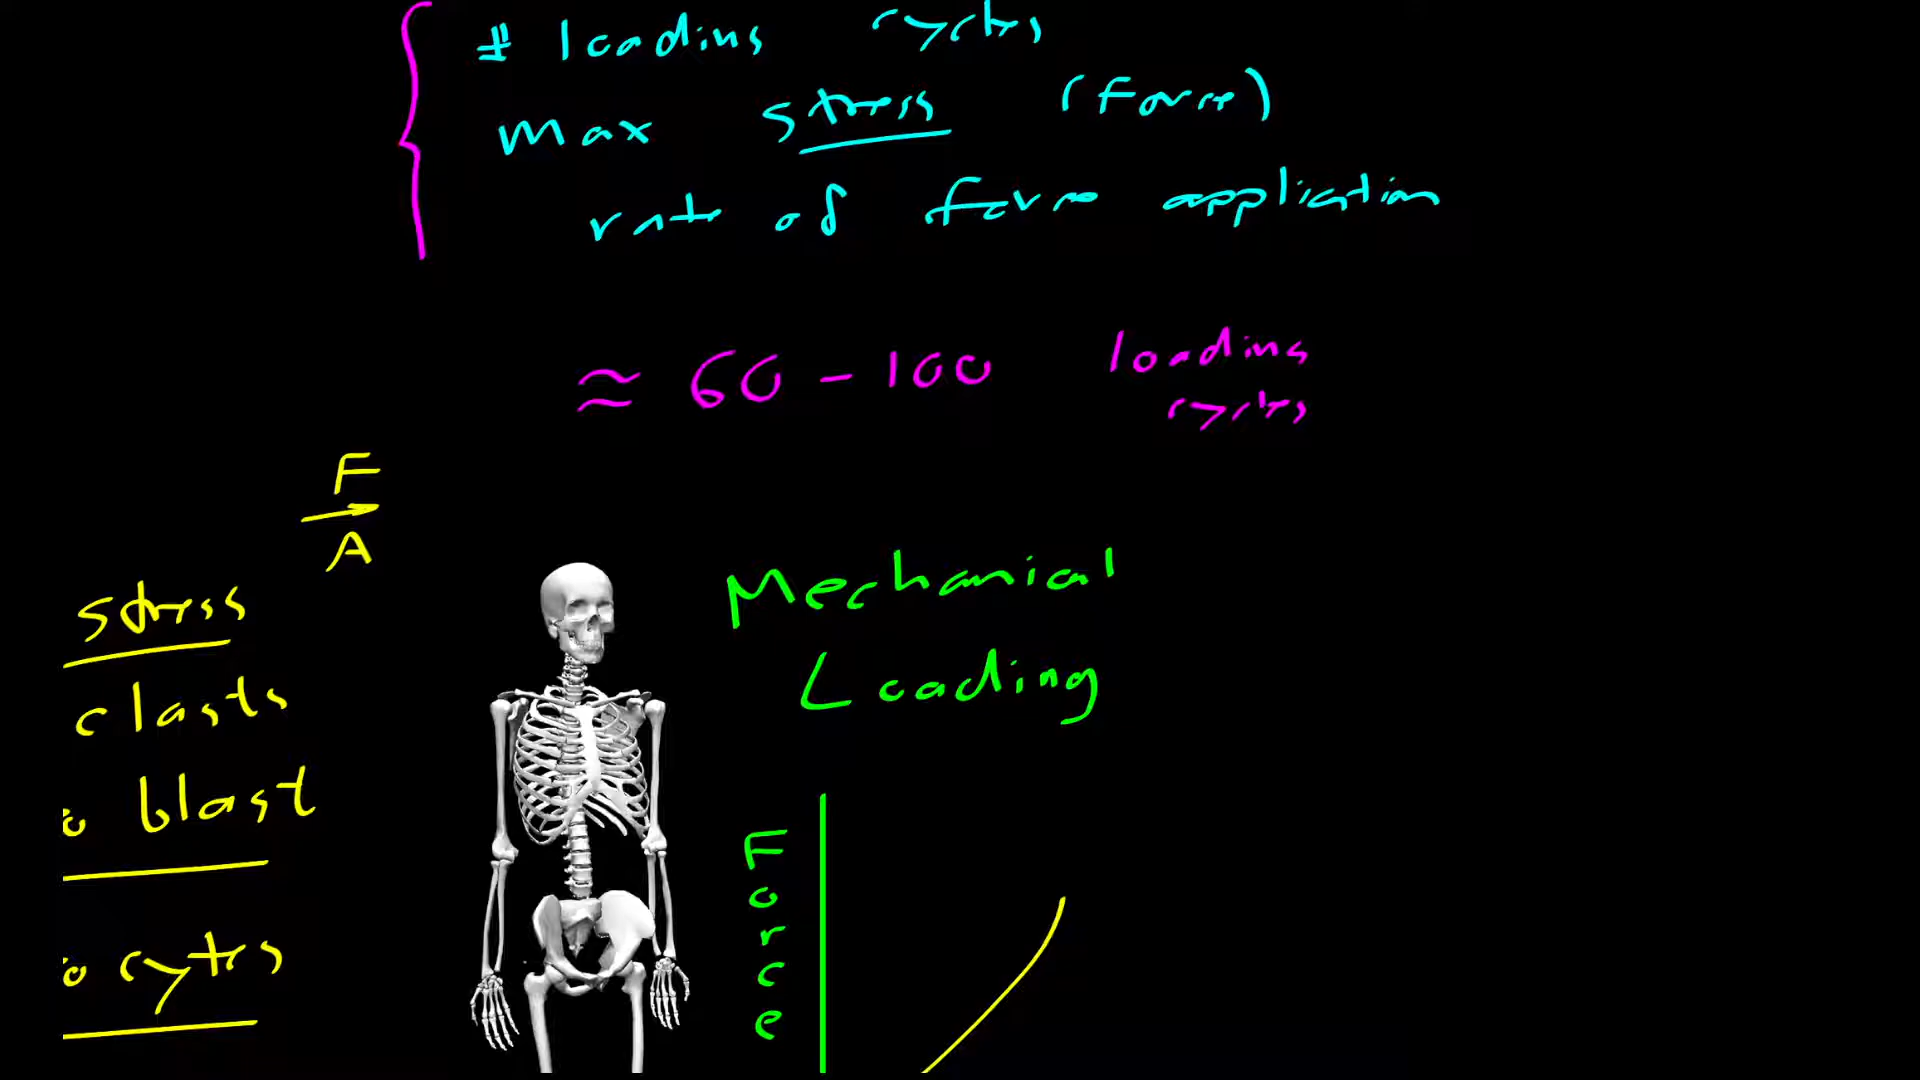 # loading cycles
max stress (force)
rate of force application
≈ 60 - 100 loading
cycles
F
A
stress
clasts
o blast
o cytes
Mechanical
Loading
Force